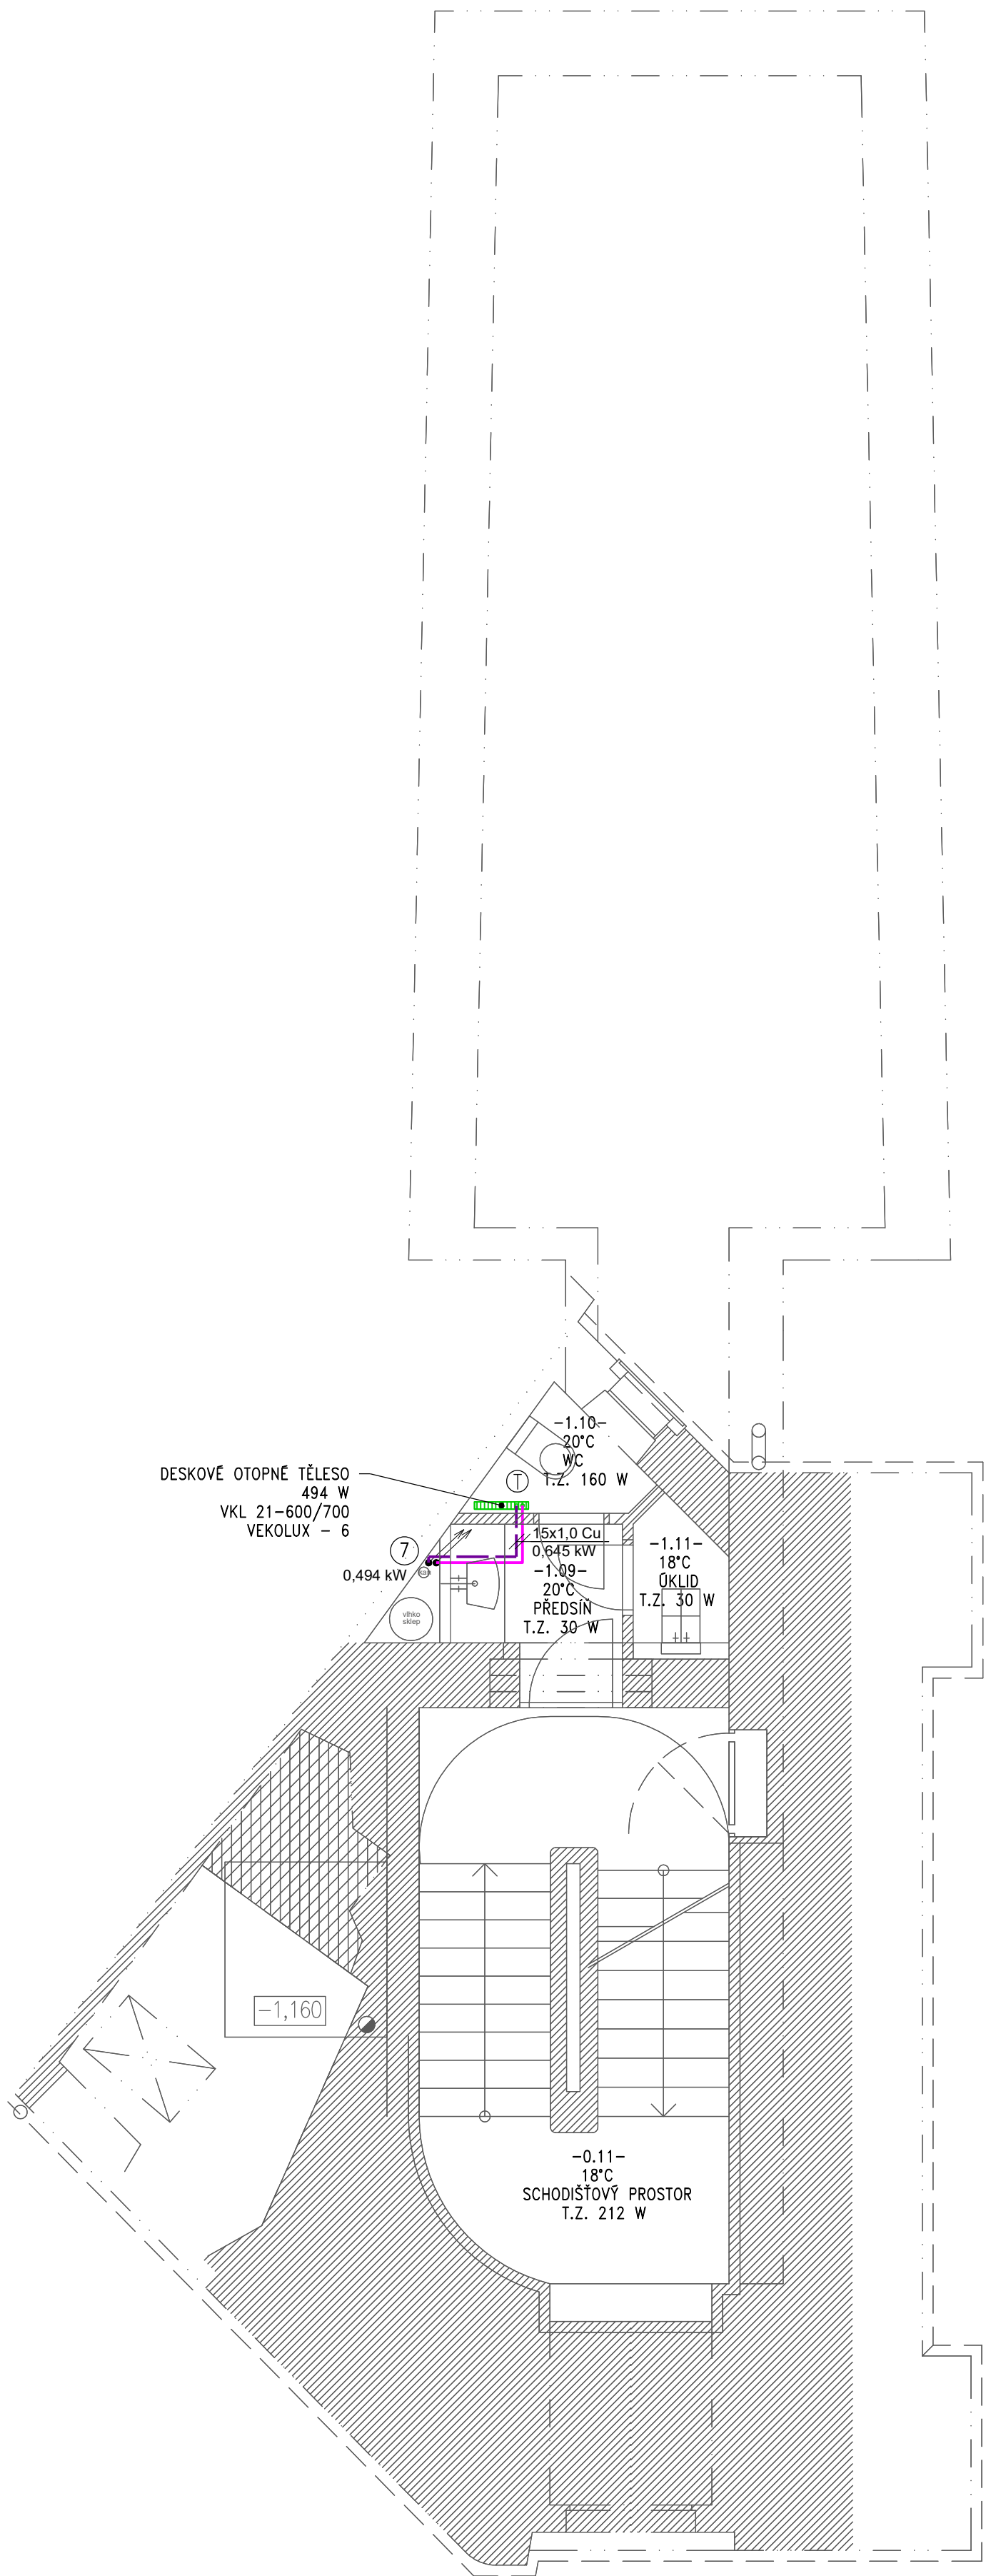 -1.10-
20°C
WC
T.Z. 160 W
DESKOVÉ OTOPNÉ TĚLESO
494 W
VKL 21-600/700
VEKOLUX - 6
T
7
0,494 kW
15x1,0 Cu
0,645 kW
-1.09-
20°C
PŘEDSÍŇ
T.Z. 30 W
-1.11-
18°C
ÚKLID
T.Z. 30 W
vlhko
sklep
-1,160
-0.11-
18°C
SCHODIŠŤOVÝ PROSTOR
T.Z. 212 W